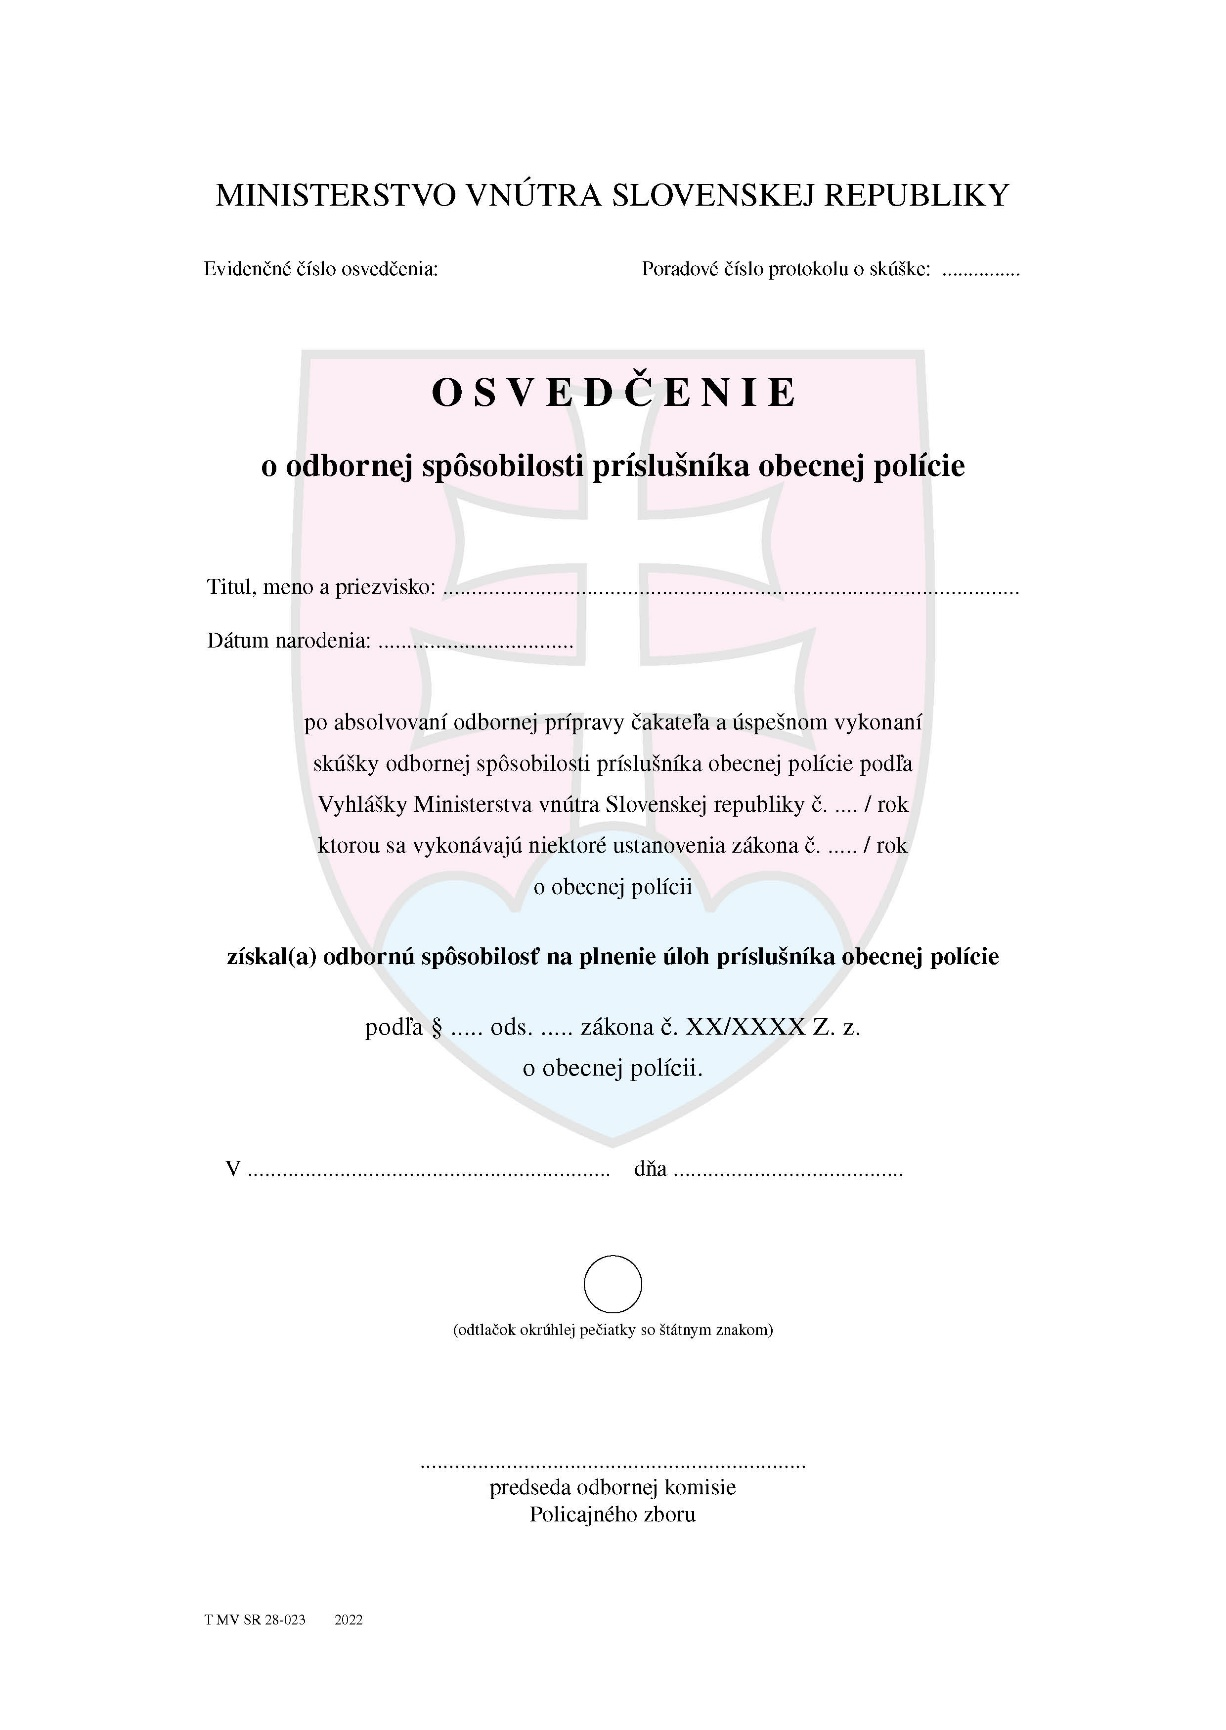 MINISTERSTVO VNÚTRA SLOVENSKEJ REPUBLIKY
Evidenčné číslo osvedčenia: Poradové číslo protokolu o skúške: ...............
OSVEDČENIE
o odbornej spôsobilosti príslušníka obecnej polície
Titul, meno a priezvisko: ....................................................................................................
Dátum narodenia: ..................................
po absolvovaní odbornej prípravy čakateľa a úspešnom vykonaní
skúšky odbornej spôsobilosti príslušníka obecnej polície podľa
Vyhlášky Ministerstva vnútra Slovenskej republiky č. .... / rok
ktorou sa vykonávajú niektoré ustanovenia zákona č. ..... / rok
o obecnej polícii
získal(a) odbornú spôsobilosť na plnenie úloh príslušníka obecnej polície
podľa § ..... ods. ..... zákona č. XX/XXXX Z. z.
o obecnej polícii.
V ............................................................... dňa ........................................
(odtlačok okrúhlej pečiatky so štátnym znakom)
...................................................................
predseda odbornej komisie
Policajného zboru
T MV SR 28-023 2022